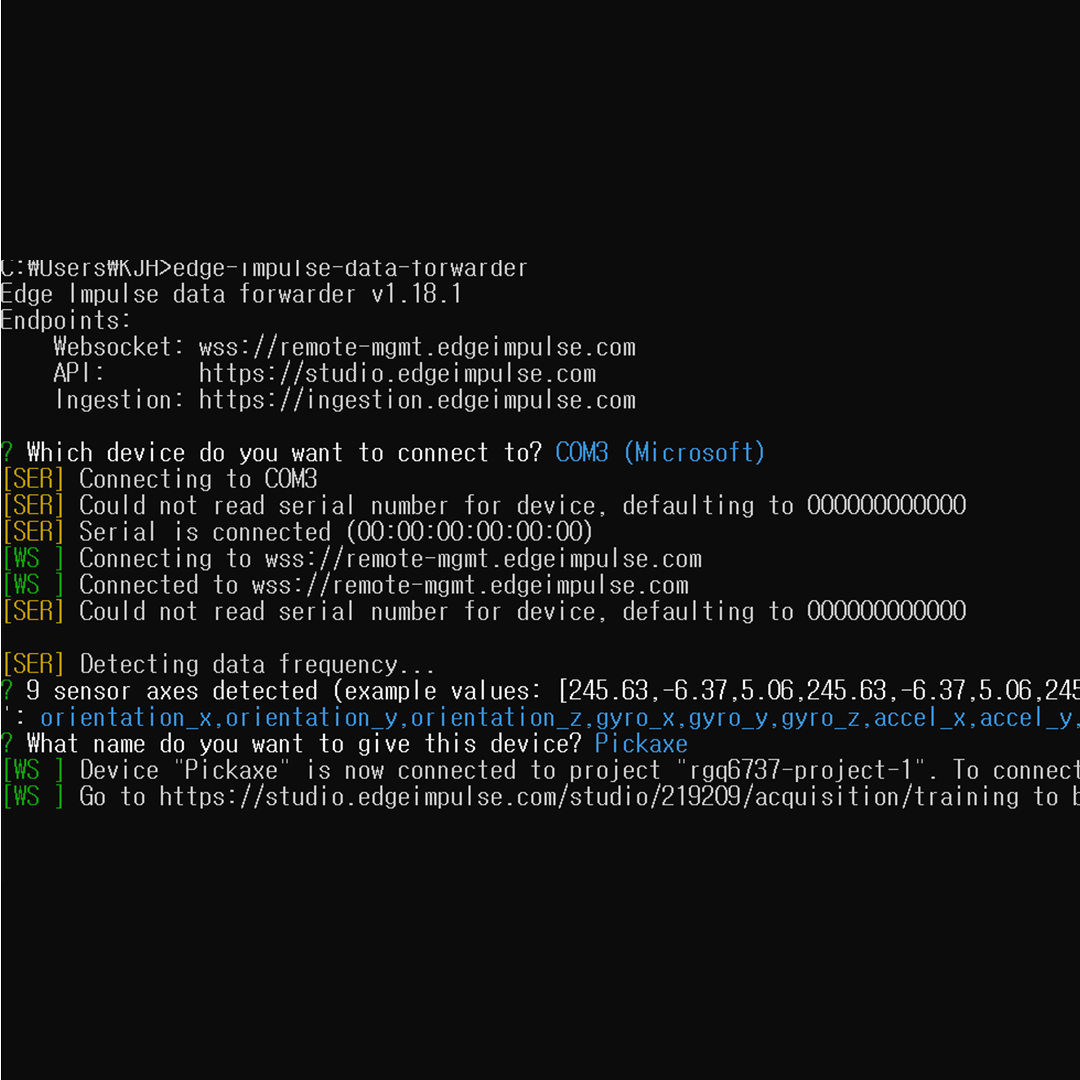 C:₩Users₩KJH>edge-impulse-data-forwarder
Edge Impulse data forwarder v1.18.1
Endpoints:
    Websocket: wss://remote-mgmt.edgeimpulse.com
    API:       https://studio.edgeimpulse.com
    Ingestion: https://ingestion.edgeimpulse.com
? Which device do you want to connect to? COM3 (Microsoft)
[SER] Connecting to COM3
[SER] Could not read serial number for device, defaulting to 000000000000
[SER] Serial is connected (00:00:00:00:00:00)
[WS ] Connecting to wss://remote-mgmt.edgeimpulse.com
[WS ] Connected to wss://remote-mgmt.edgeimpulse.com
[SER] Could not read serial number for device, defaulting to 000000000000
[SER] Detecting data frequency...
? 9 sensor axes detected (example values: [245.63,-6.37,5.06,245.63,-6.37,5.06,245
': orientation_x,orientation_y,orientation_z,gyro_x,gyro_y,gyro_z,accel_x,accel_y,
? What name do you want to give this device? Pickaxe
[WS ] Device "Pickaxe" is now connected to project "rgq6737-project-1". To connect
[WS ] Go to https://studio.edgeimpulse.com/studio/219209/acquisition/training to